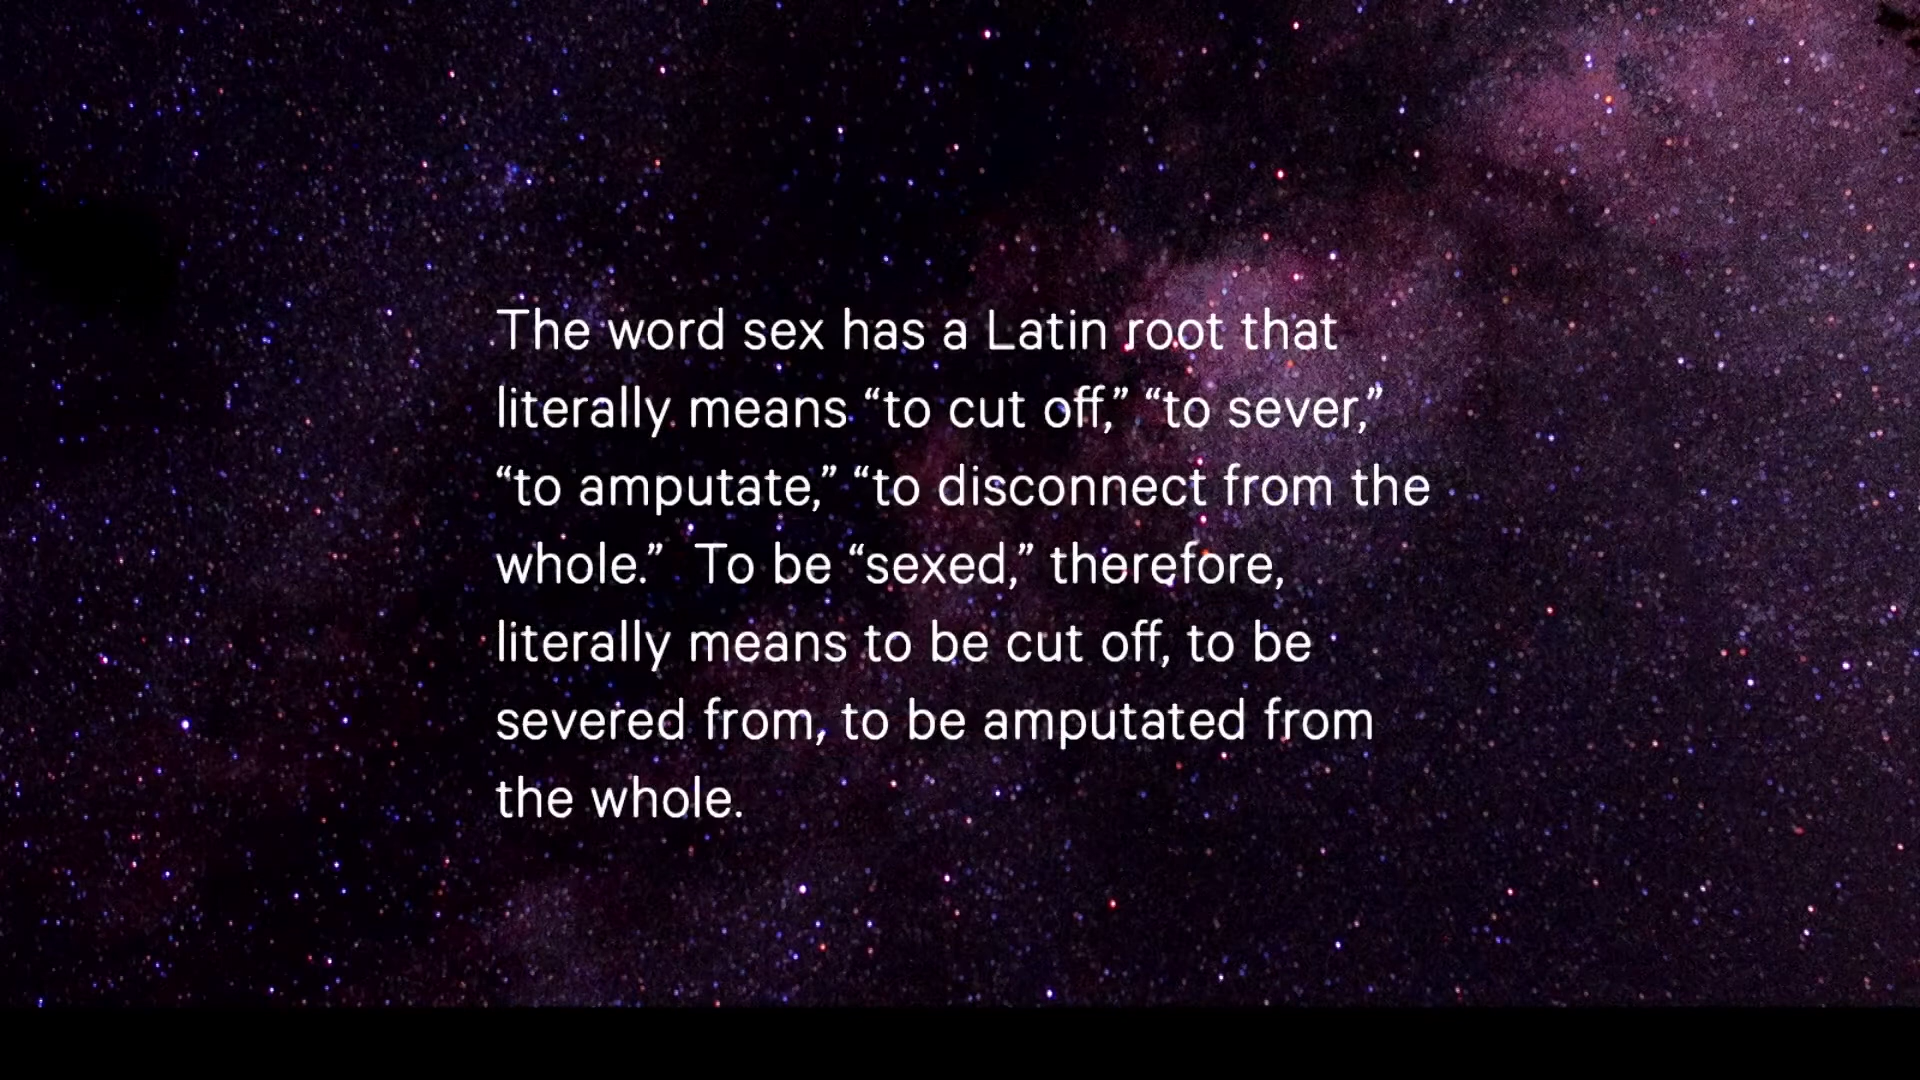 The word sex has a Latin root that
literally means “to cut off,” “to sever,”
“to amputate,” “to disconnect from the
whole.”  To be “sexed,” therefore,
literally means to be cut off, to be
severed from, to be amputated from
the whole.